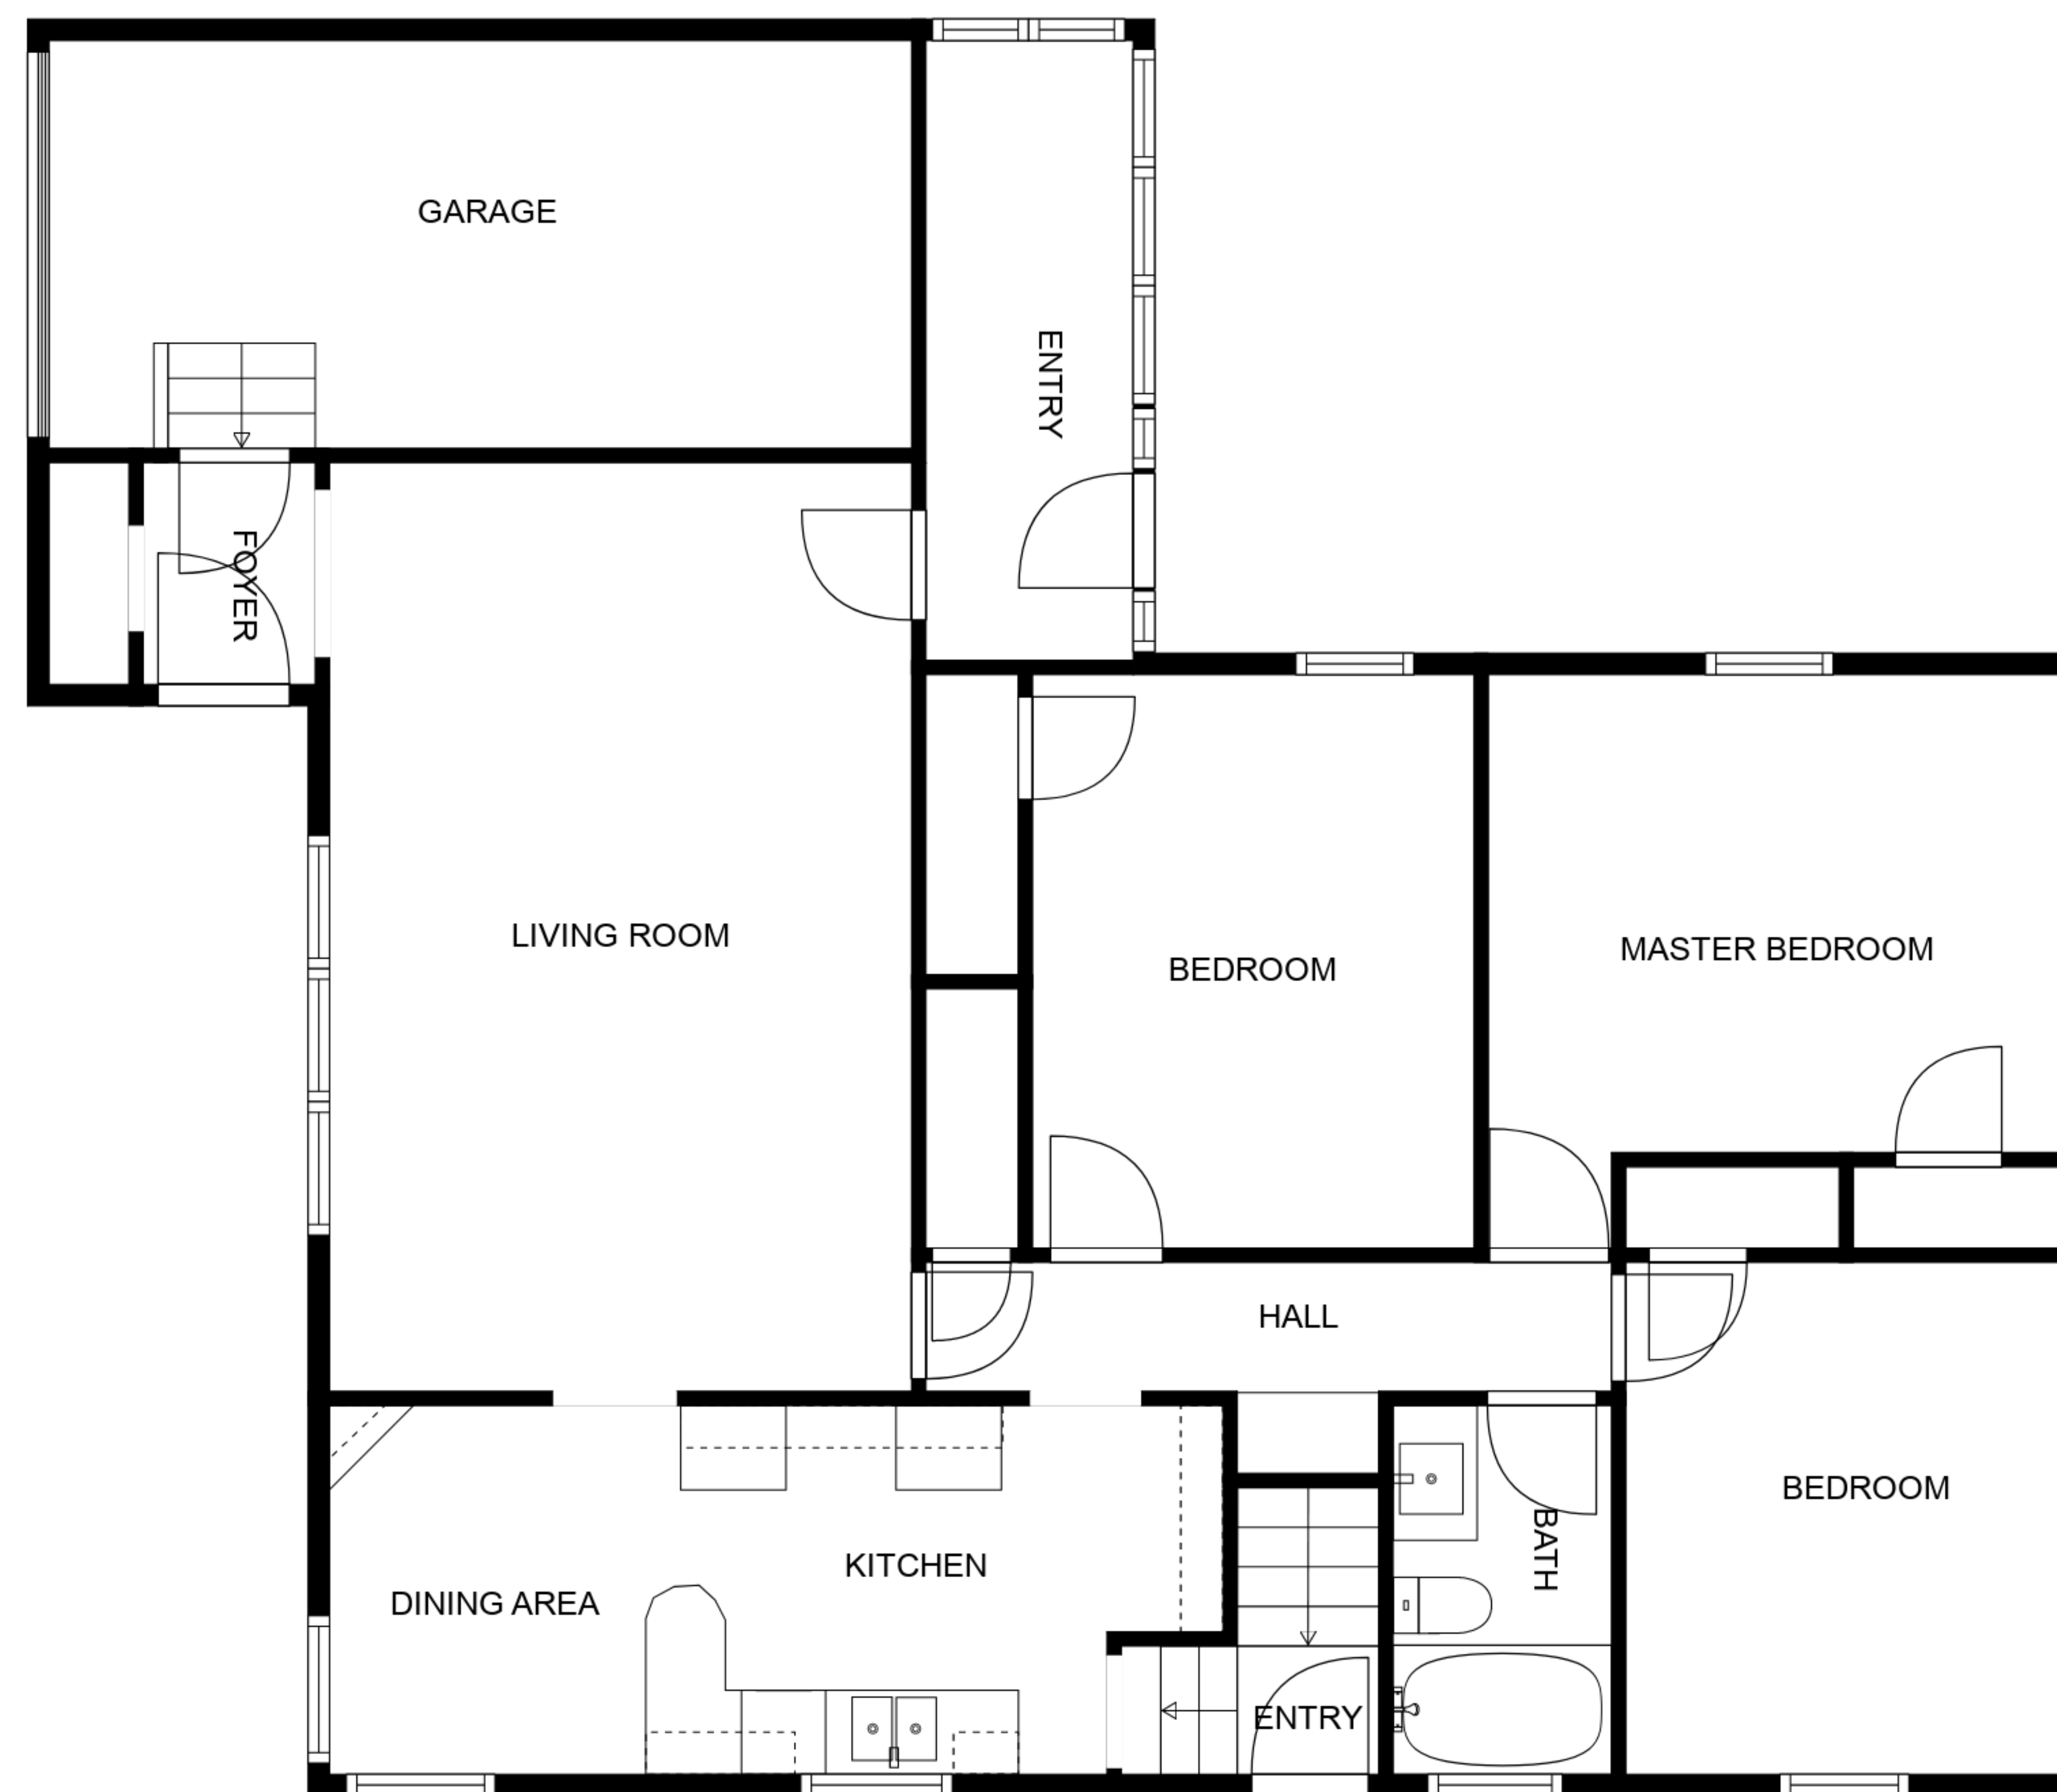 GARAGE
ENTRY
FOYER
LIVING ROOM
BEDROOM
MASTER BEDROOM
HALL
BEDROOM
BATH
KITCHEN
DINING AREA
ENTRY